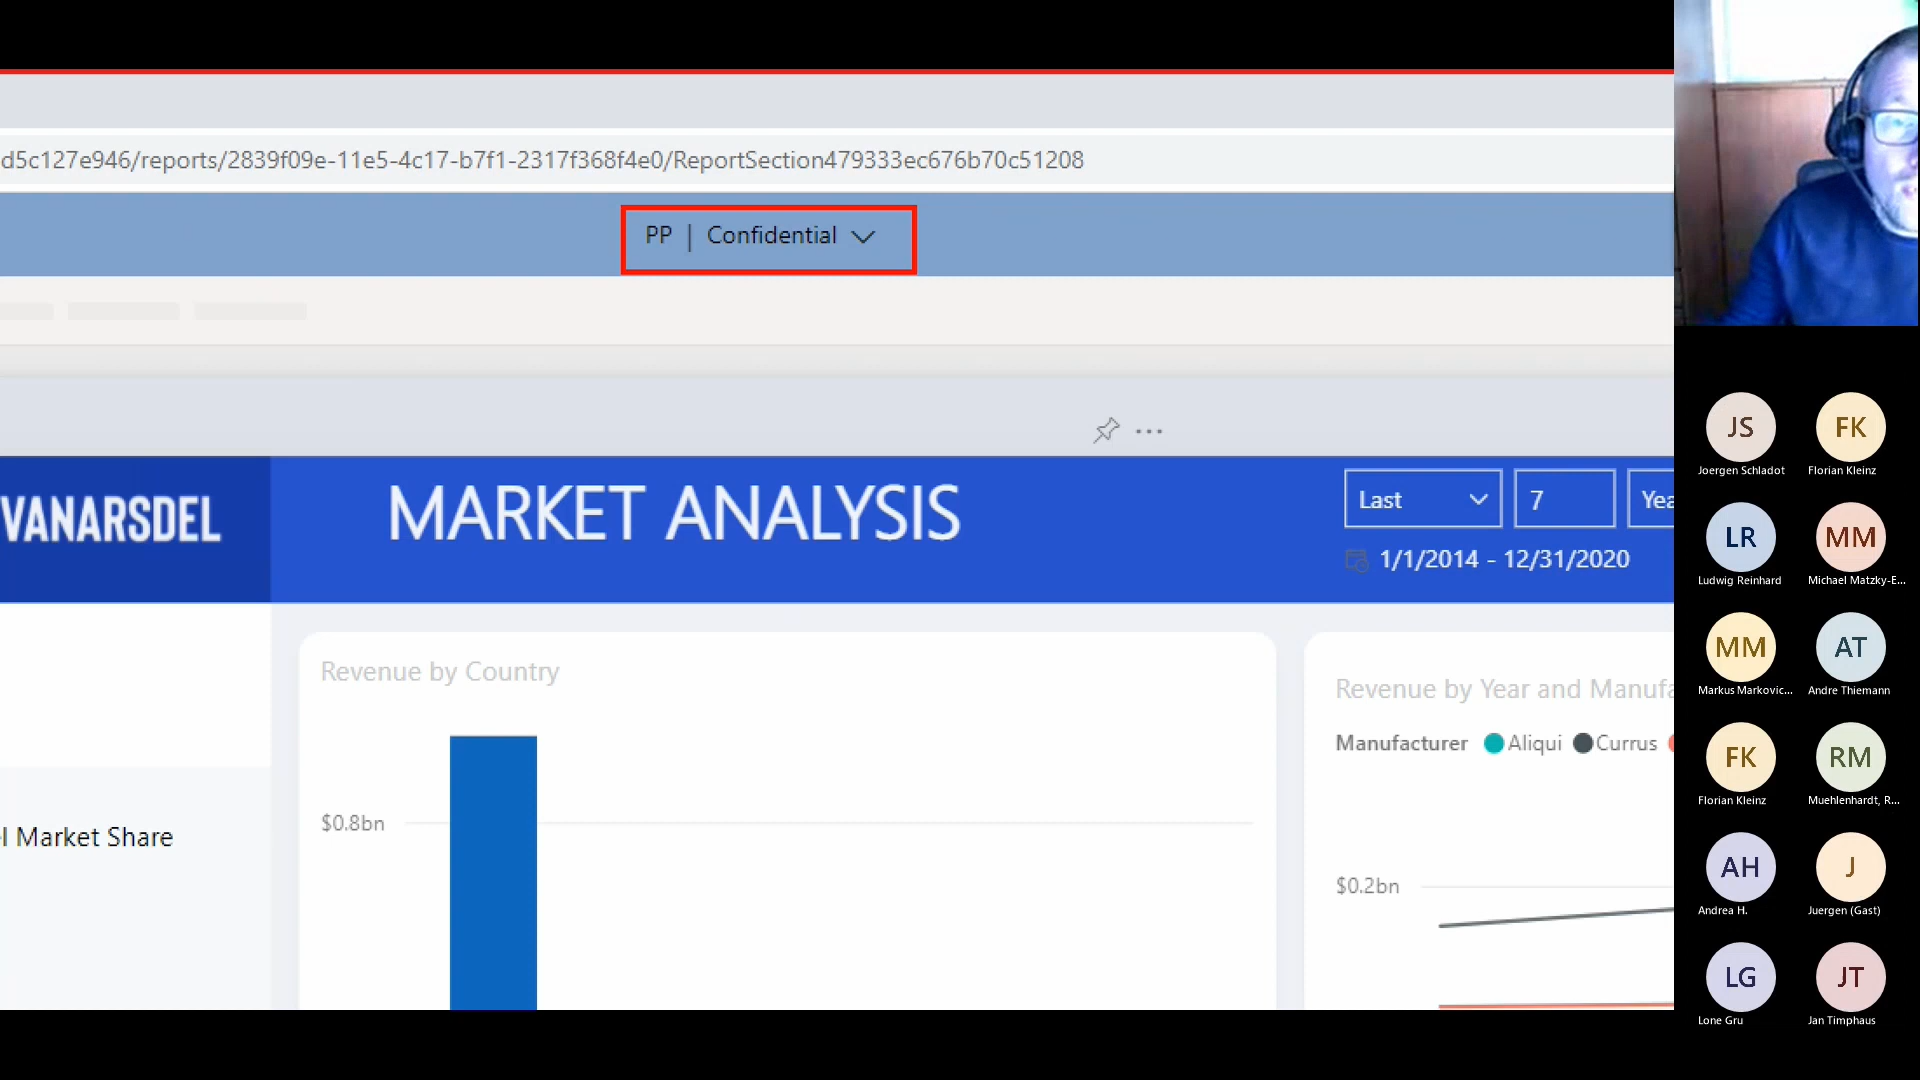 d5c127e946/reports/2839f09e-11e5-4c17-b7f1-2317f368f4e0/ReportSection479333ec676b70c51208
PP | Confidential
VANARSDEL
MARKET ANALYSIS
Last
7
Yea
1/1/2014 - 12/31/2020
Revenue by Country
$0.8bn
l Market Share
Revenue by Year and Manufa
Manufacturer Aliqui Currus
$0.2bn
JS
Joergen Schladot
FK
Florian Kleinz
LR
Ludwig Reinhard
MM
Michael Matzky-E...
MM
Markus Markovic...
AT
Andre Thiemann
FK
Florian Kleinz
RM
Muehlenhardt, R...
AH
Andrea H.
J
Juergen (Gast)
LG
Lone Gru
JT
Jan Timphaus